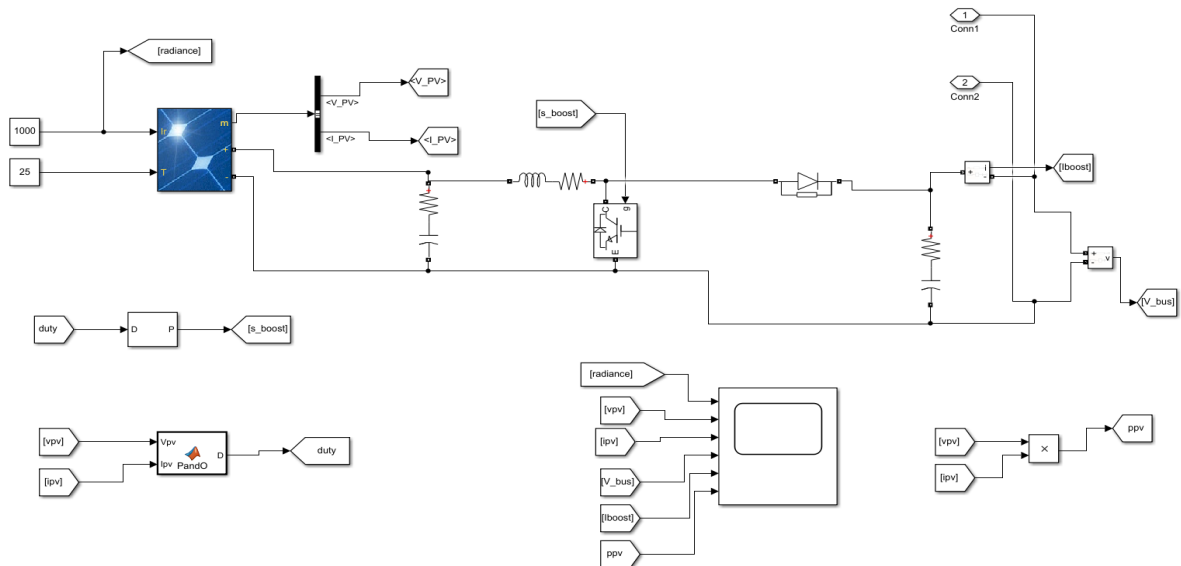 1
Conn1
[radiance]
<V_PV>
2
Conn2
<V_PV>
[s_boost]
1000
Ir
m
<I_PV>
<I_PV>
+
25
T
-
+
i
-
[Iboost]
C
g
E
+
-
v
[V_bus]
duty
D
P
[s_boost]
[radiance]
[vpv]
[vpv]
Vpv
D
duty
[ipv]
[vpv]
ppv
×
[ipv]
Ipv
PandO
[V_bus]
[ipv]
[Iboost]
ppv